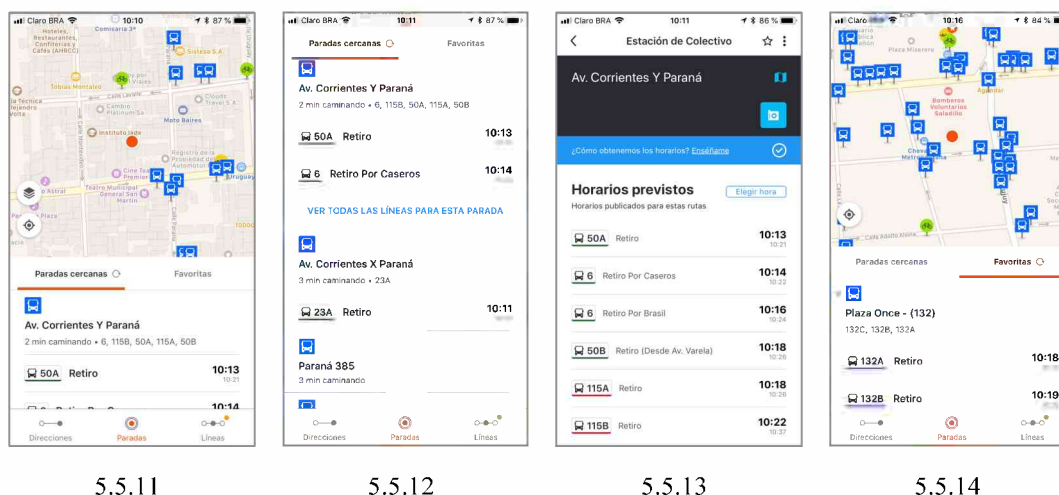 Claro BRA 10:10 87 %
Hoteles,
Restaurantes,
Confiterías y
Cafés (AHRCC)
Comisaría 3ª
Sistesa S.A.
Tobías Montalvo
Cambio
Platinum Sa
Clouds
Travel S.A.
Moto Baires
Instituto Iade
Registro de la
Propiedad del
Automotor
Cine Teatro
Premier
Teatro Municipal
General San
Martín
Uruguay
Paradas cercanas Favoritas
Av. Corrientes Y Paraná
2 min caminando • 6, 115B, 50A, 115A, 50B
50A Retiro 10:13
10:21
10:14
Direcciones Paradas Líneas
5.5.11
Claro BRA 10:11 87 %
Paradas cercanas Favoritas
Av. Corrientes Y Paraná
2 min caminando • 6, 115B, 50A, 115A, 50B
50A Retiro 10:13
6 Retiro Por Caseros 10:14
VER TODAS LAS LÍNEAS PARA ESTA PARADA
Av. Corrientes X Paraná
3 min caminando • 23A
23A Retiro 10:11
Paraná 385
3 min caminando
Direcciones Paradas Líneas
5.5.12
Claro BRA 10:11 86 %
Estación de Colectivo
Av. Corrientes Y Paraná
¿Cómo obtenemos los horarios? Enséñame
Horarios previstos Elegir hora
Horarios publicados para estas rutas
50A Retiro 10:13
10:21
6 Retiro Por Caseros 10:14
10:22
6 Retiro Por Brasil 10:16
10:24
50B Retiro (Desde Av. Varela) 10:18
10:26
115A Retiro 10:18
10:28
115B Retiro 10:22
10:37
5.5.13
Claro 10:16 84 %
Plaza Miserere
Bomberos
Voluntarios
Saladillo
Paradas cercanas Favoritas
Plaza Once - (132)
132C, 132B, 132A
132A Retiro 10:18
132B Retiro 10:19
Direcciones Paradas Líneas
5.5.14